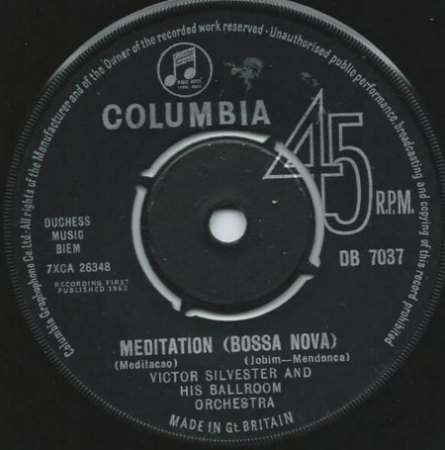 Columbia Graphophone Co. Ltd. All rights of the Manufacturer and of the Owner of the recorded work reserved · Unauthorised public performance, broadcasting and copying of this record prohibited
COLUMBIA
45
R.P.M.
DUCHESS
MUSIC
BIEM
7XCA 26348
RECORDING FIRST
PUBLISHED 1963
DB 7037
MEDITATION (BOSSA NOVA)
(Meditacao) (Jobim—Mendonca)
VICTOR SILVESTER AND
HIS BALLROOM
ORCHESTRA
MADE IN Gt. BRITAIN